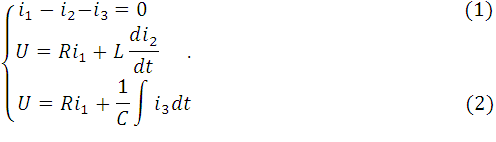 i₁ − i₂−i₃ = 0 (1)
U = Ri₁ + L di₂/dt .
U = Ri₁ + 1/C ∫ i₃dt (2)